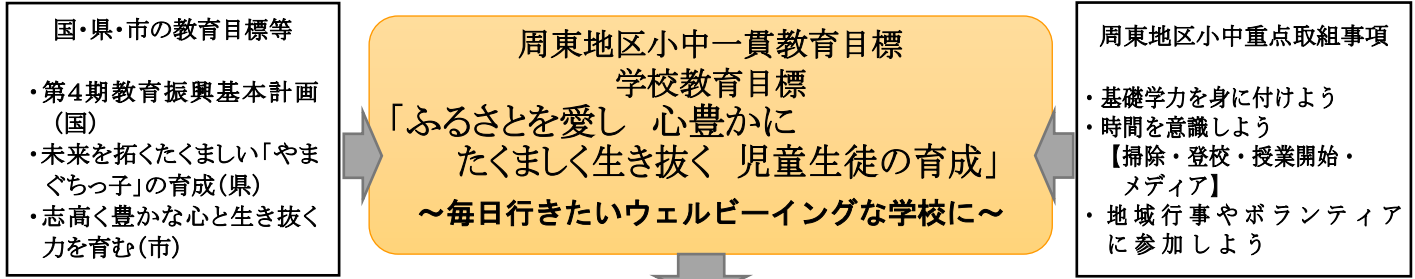 国・県・市の教育目標等
・第4期教育振興基本計画
（国）
・未来を拓くたくましい「やま
ぐちっ子」の育成（県）
・志高く豊かな心と生き抜く
力を育む（市）
周東地区小中一貫教育目標
学校教育目標
「ふるさとを愛し　心豊かに
たくましく生き抜く　児童生徒の育成」
～毎日行きたいウェルビーイングな学校に～
周東地区小中重点取組事項
・基礎学力を身に付けよう
・時間を意識しよう
【掃除・登校・授業開始・
メディア】
・地域行事やボランティア
に参加しよう